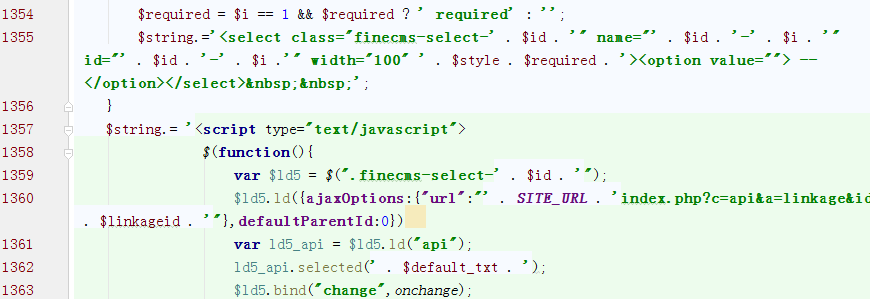 1354 $required = $i == 1 && $required ? ' required' : '';
1355 $string.='<select class="finecms-select-' . $id . '" name="' . $id . '-' . $i . '"
id="' . $id . '-' . $i .'" width="100" ' . $style . $required . '><option value=""> --
</option></select>&nbsp;&nbsp;';
1356 }
1357 $string.= '<script type="text/javascript">
1358 $(function(){
1359 var $ld5 = $(".finecms-select-' . $id . '");
1360 $ld5.ld({ajaxOptions:{"url":"' . SITE_URL . 'index.php?c=api&a=linkage&id
. $linkageid . '"},defaultParentId:0})
1361 var ld5_api = $ld5.ld("api");
1362 ld5_api.selected(' . $default_txt . ');
1363 $ld5.bind("change",onchange);